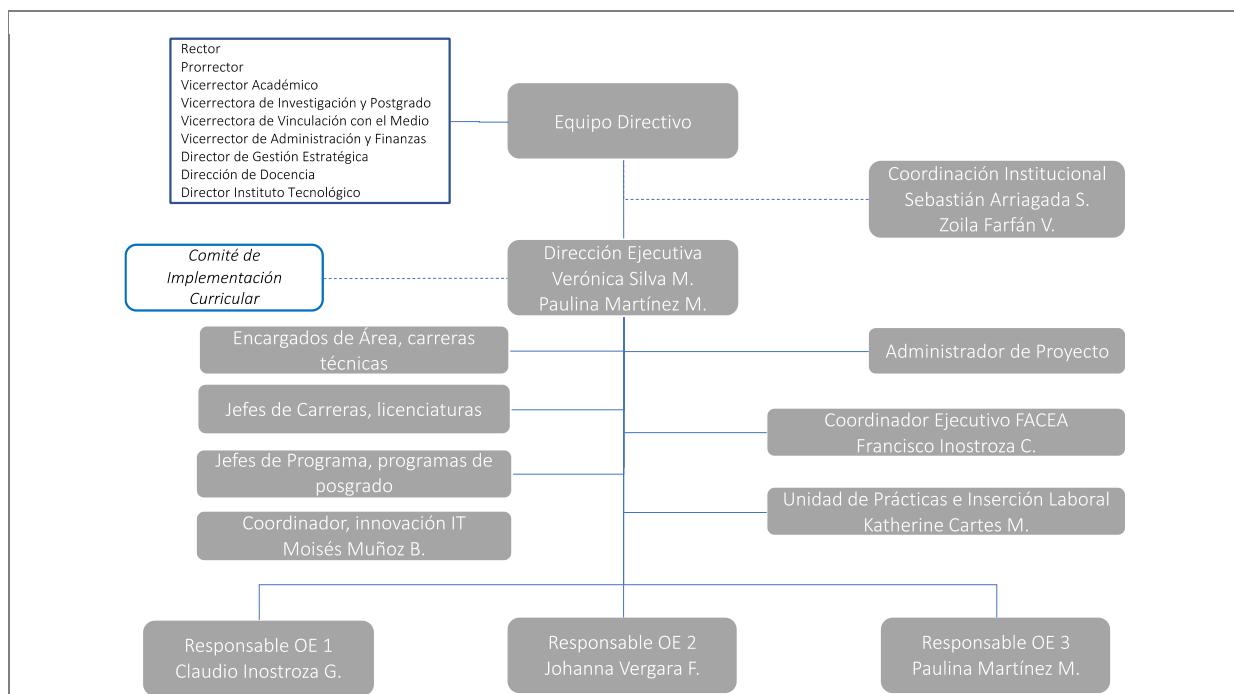 Rector
Prorrector
Vicerrector Académico
Vicerrectora de Investigación y Postgrado
Vicerrectora de Vinculación con el Medio
Vicerrector de Administración y Finanzas
Director de Gestión Estratégica
Dirección de Docencia
Director Instituto Tecnológico
Equipo Directivo
Coordinación Institucional
Sebastián Arriagada S.
Zoila Farfán V.
Comité de
Implementación
Curricular
Dirección Ejecutiva
Verónica Silva M.
Paulina Martínez M.
Encargados de Área, carreras
técnicas
Administrador de Proyecto
Jefes de Carreras, licenciaturas
Coordinador Ejecutivo FACEA
Francisco Inostroza C.
Jefes de Programa, programas de
posgrado
Unidad de Prácticas e Inserción Laboral
Katherine Cartes M.
Coordinador, innovación IT
Moisés Muñoz B.
Responsable OE 1
Claudio Inostroza G.
Responsable OE 2
Johanna Vergara F.
Responsable OE 3
Paulina Martínez M.